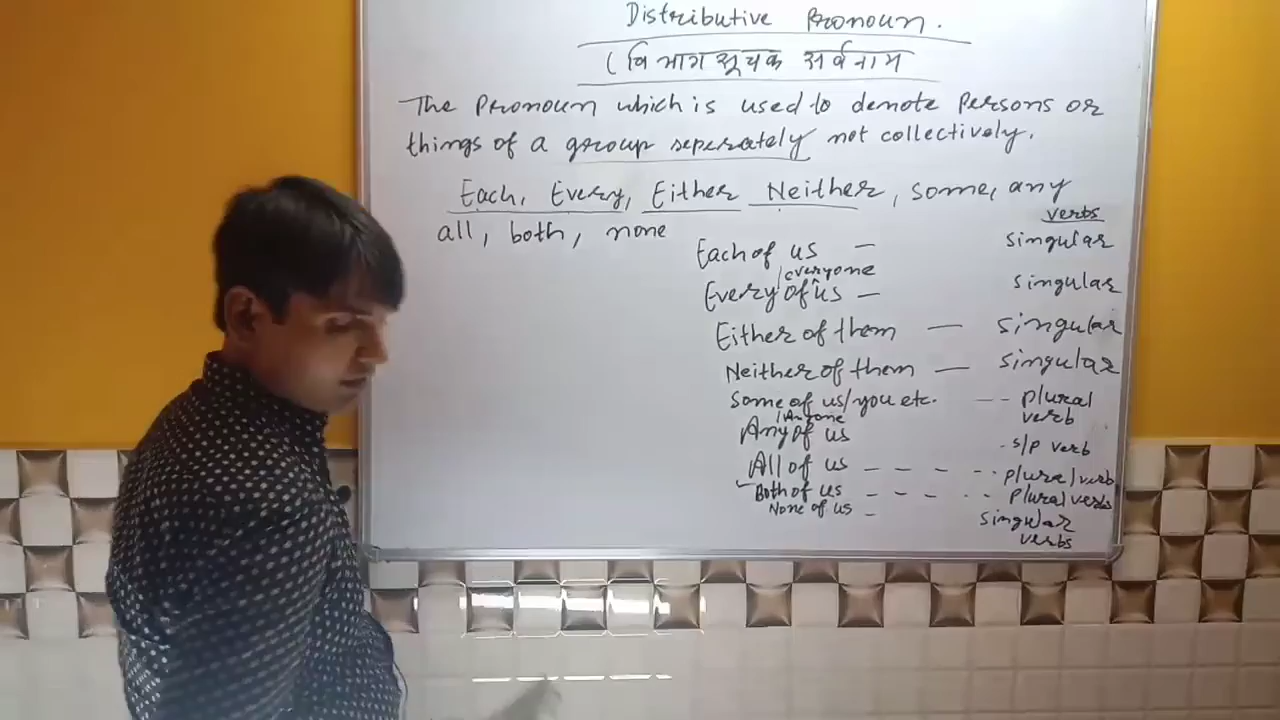 Distributive Pronoun.
( विभागसूचक सर्वनाम
The Pronoun which is used to denote Persons or
things of a group seperately not collectively.
Each, Every, Either Neither, some, any
all, both, none
verbs
Each of us — singular
/everyone
Every of us — singular
Either of them — singular
Neither of them — singular
Some of us/you etc. -- plural
verb
Any of us - s/p verb
All of us - - - - -- plural verb
Both of us - - - -- plural verbs
None of us - singular
verbs